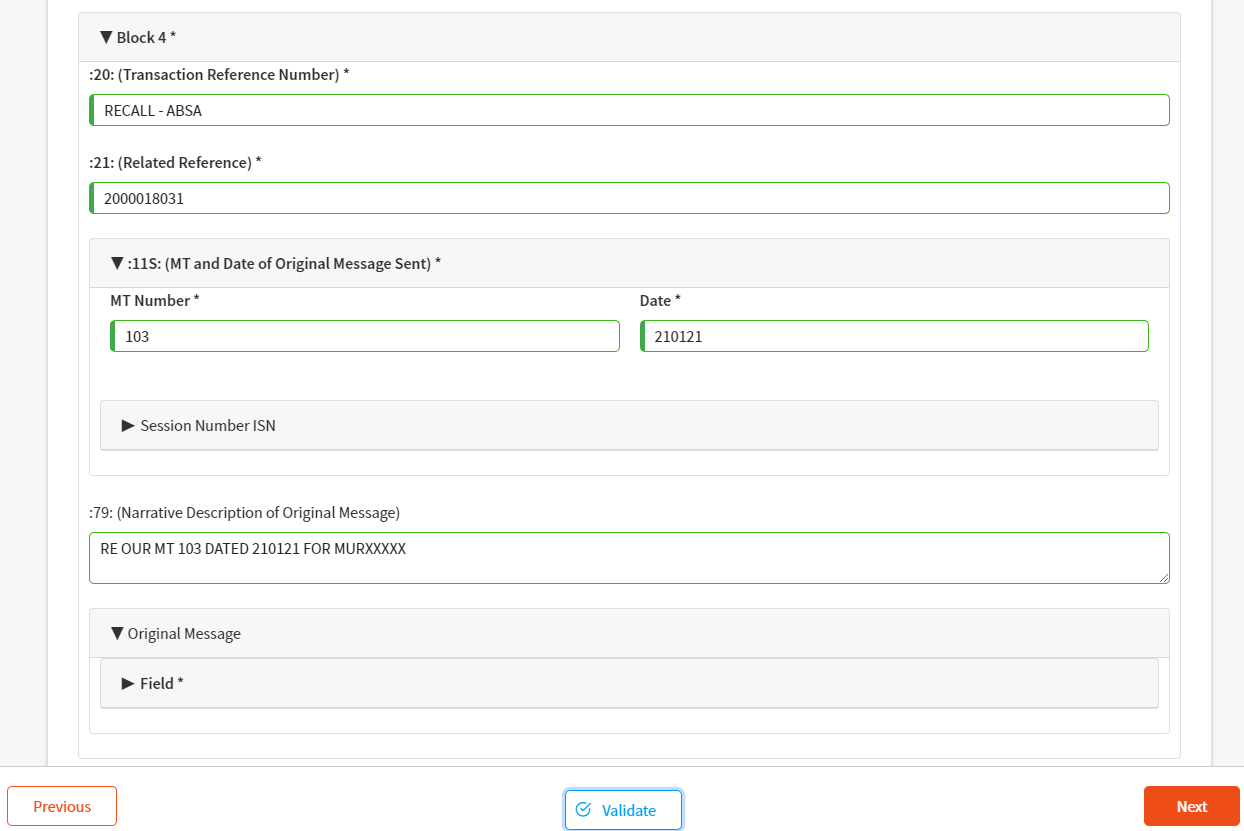 ▼ Block 4 *
:20: (Transaction Reference Number) *
RECALL - ABSA
:21: (Related Reference) *
2000018031
▼ :11S: (MT and Date of Original Message Sent) *
MT Number * Date *
103 210121
▶ Session Number ISN
:79: (Narrative Description of Original Message)
RE OUR MT 103 DATED 210121 FOR MURXXXXX
▼ Original Message
▶ Field *
Previous Validate Next